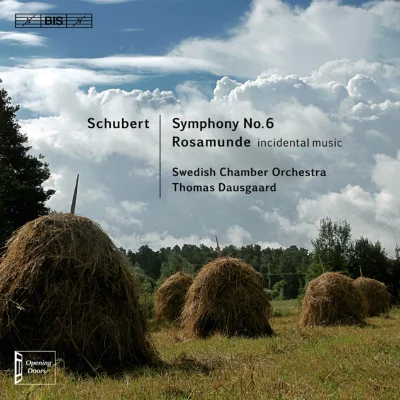 BIS
Schubert
Symphony No.6
Rosamunde incidental music
Swedish Chamber Orchestra
Thomas Dausgaard
Opening
Doors